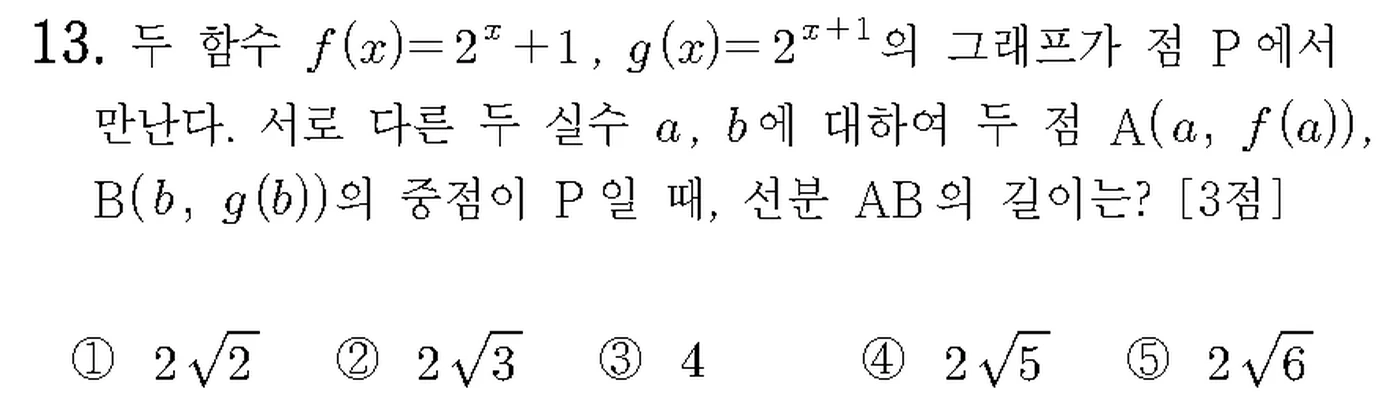 13. 두 함수 f(x)=2^x+1, g(x)=2^{x+1}의 그래프가 점 P에서
만난다. 서로 다른 두 실수 a, b에 대하여 두 점 A(a, f(a)),
B(b, g(b))의 중점이 P일 때, 선분 AB의 길이는? [3점]
① 2√2 ② 2√3 ③ 4 ④ 2√5 ⑤ 2√6